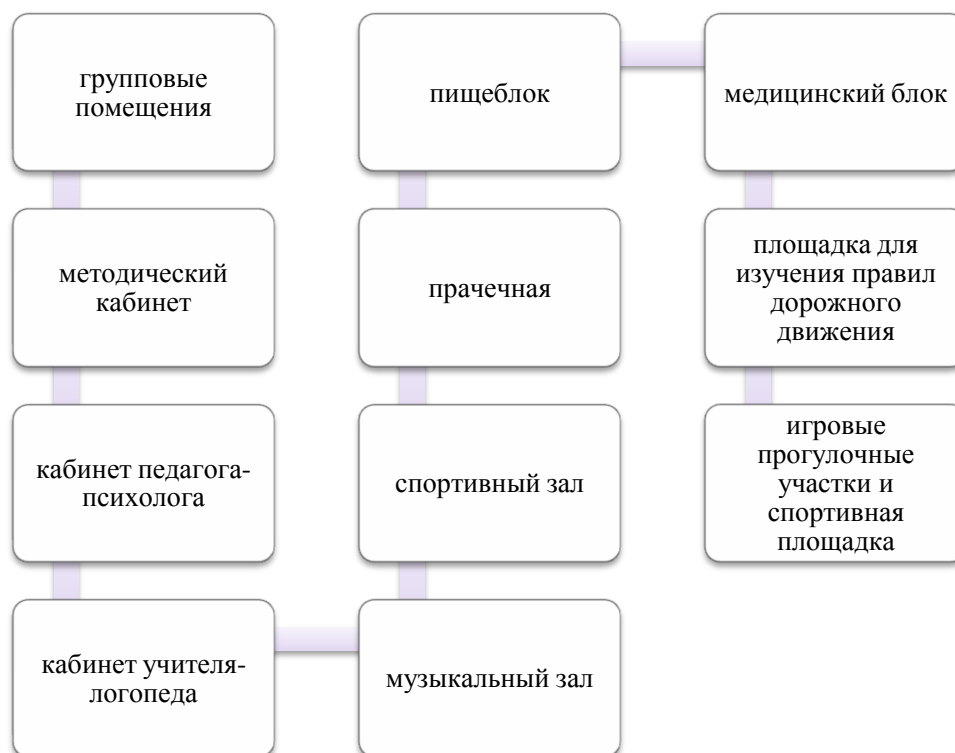 групповые
помещения
методический
кабинет
кабинет педагога-
психолога
кабинет учителя-
логопеда
музыкальный зал
спортивный зал
прачечная
пищеблок
медицинский блок
площадка для
изучения правил
дорожного
движения
игровые
прогулочные
участки и
спортивная
площадка